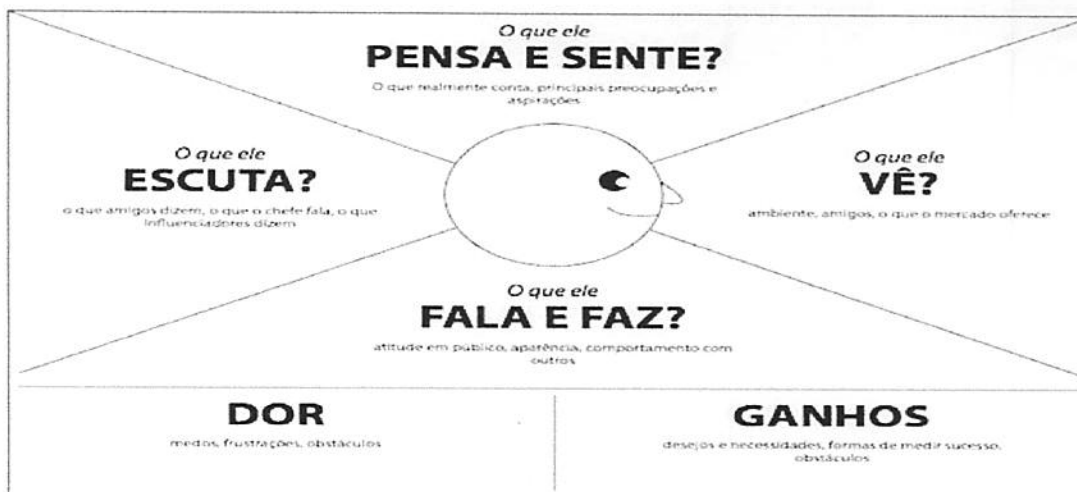 O que ele
PENSA E SENTE?
O que realmente conta, principais preocupações e
aspirações
O que ele
ESCUTA?
o que amigos dizem, o que o chefe fala, o que
influenciadores dizem
O que ele
VÊ?
ambiente, amigos, o que o mercado oferece
O que ele
FALA E FAZ?
atitude em público, aparência, comportamento com
outros
DOR
medos, frustrações, obstáculos
GANHOS
desejos e necessidades, formas de medir sucesso,
obstáculos